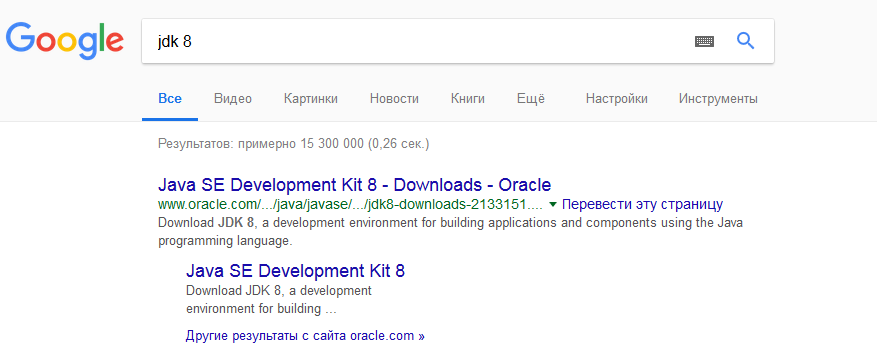 Google
jdk 8
Все Видео Картинки Новости Книги Ещё Настройки Инструменты
Результатов: примерно 15 300 000 (0,26 сек.)
Java SE Development Kit 8 - Downloads - Oracle
www.oracle.com/.../java/javase/.../jdk8-downloads-2133151.... Перевести эту страницу
Download JDK 8, a development environment for building applications and components using the Java
programming language.
Java SE Development Kit 8
Download JDK 8, a development
environment for building ...
Другие результаты с сайта oracle.com »